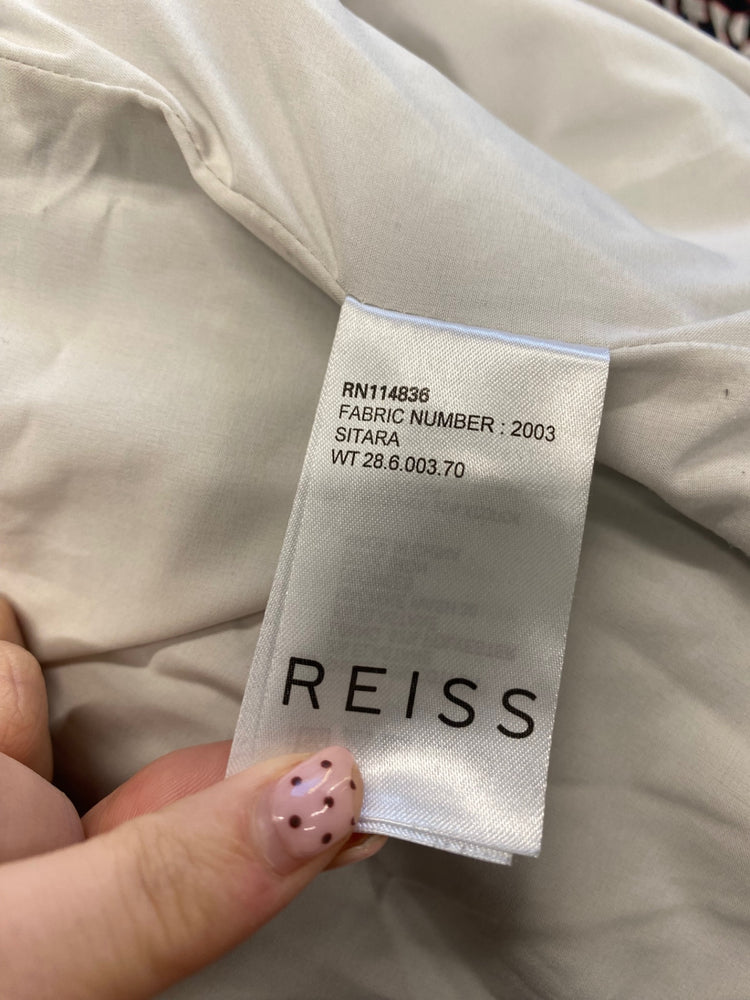 RN114836
FABRIC NUMBER : 2003
SITARA
WT 28.6.003.70
REISS